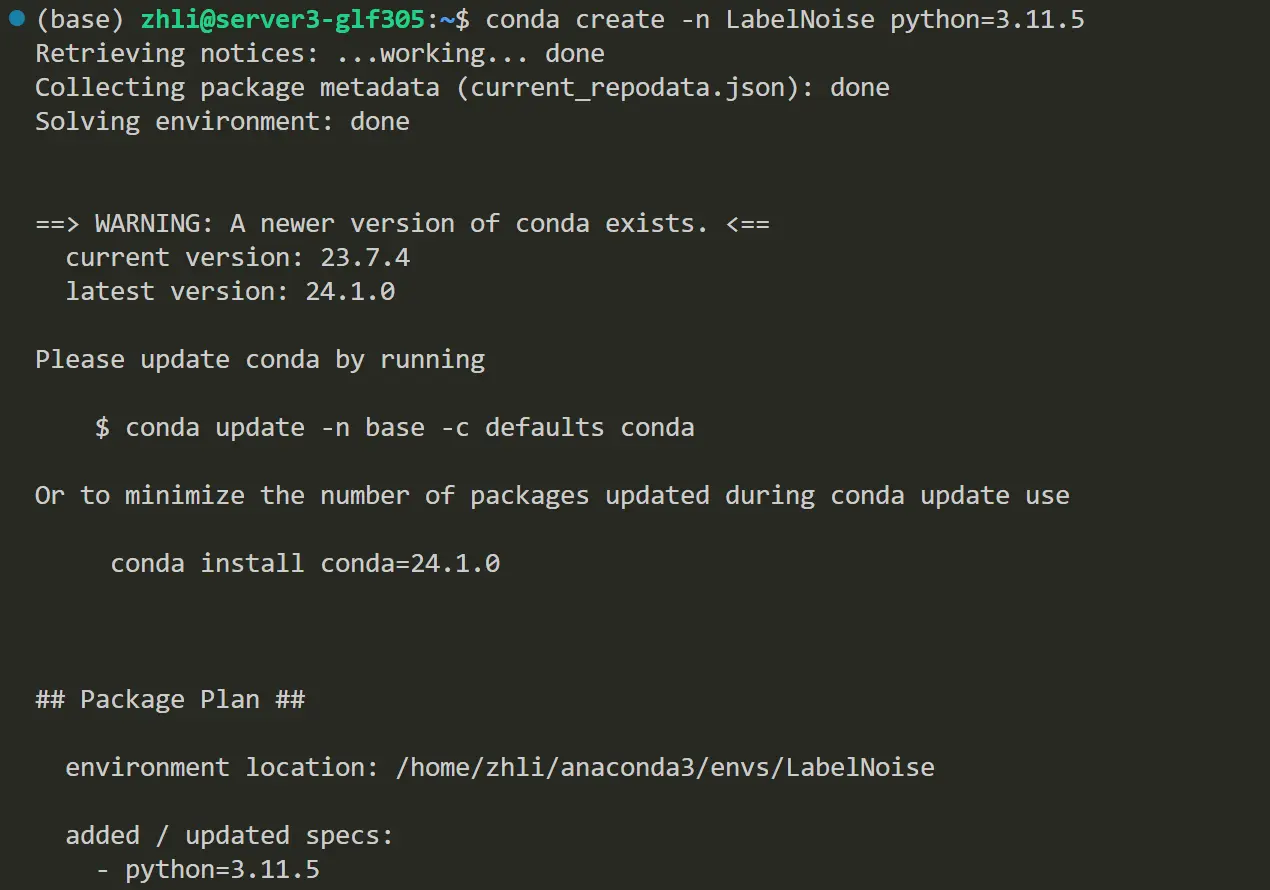 (base) zhli@server3-glf305:~$ conda create -n LabelNoise python=3.11.5
Retrieving notices: ...working... done
Collecting package metadata (current_repodata.json): done
Solving environment: done
==> WARNING: A newer version of conda exists. <==
  current version: 23.7.4
  latest version: 24.1.0
Please update conda by running
    $ conda update -n base -c defaults conda
Or to minimize the number of packages updated during conda update use
     conda install conda=24.1.0
## Package Plan ##
  environment location: /home/zhli/anaconda3/envs/LabelNoise
  added / updated specs:
    - python=3.11.5